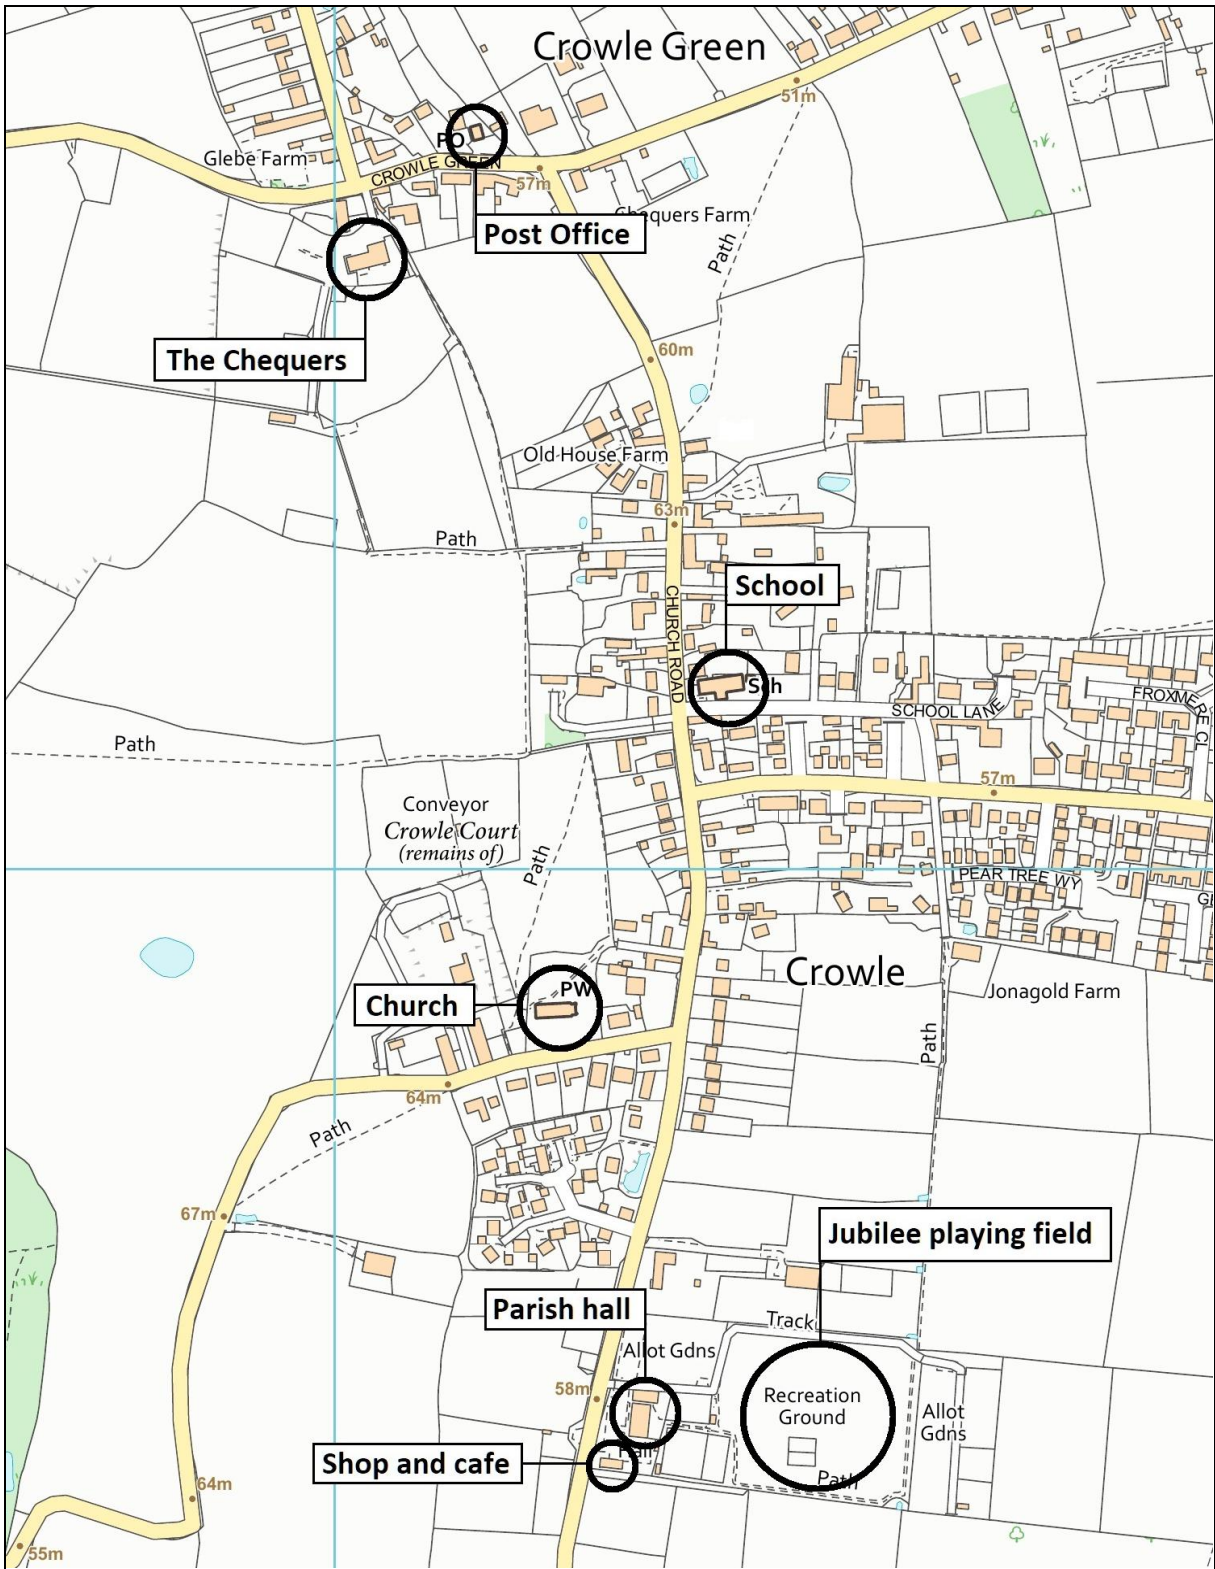 Crowle Green
51m
PO
Glebe Farm
CROWLE GREEN
57m
Chequers Farm
Post Office
Path
The Chequers
60m
Old House Farm
63m
Path
School
CHURCH ROAD
Sch
SCHOOL LANE
FROXMERE CL
Path
57m
Conveyor
Crowle Court
(remains of)
Path
PEAR TREE WY
Crowle
PW
Church
Jonagold Farm
Path
64m
Path
67m
Jubilee playing field
Parish hall
Track
Allot Gdns
58m
Recreation
Ground
Allot
Gdns
Hall
Shop and cafe
Path
64m
55m